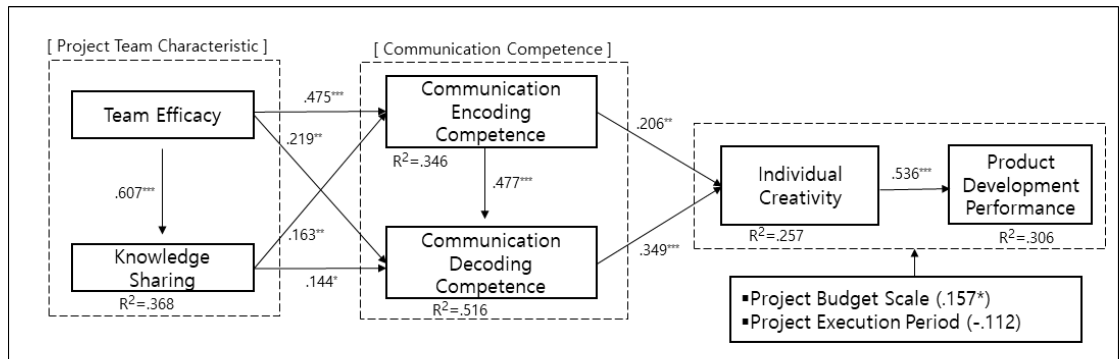 [ Project Team Characteristic ]
[ Communication Competence ]
Team Efficacy
.475***
Communication
Encoding
Competence
.219**
R²=.346
.206**
.607***
.477***
Individual
Creativity
R²=.257
.536***
Product
Development
Performance
R²=.306
.163**
Knowledge
Sharing
R²=.368
.144*
Communication
Decoding
Competence
R²=.516
.349***
▪Project Budget Scale (.157*)
▪Project Execution Period (-.112)